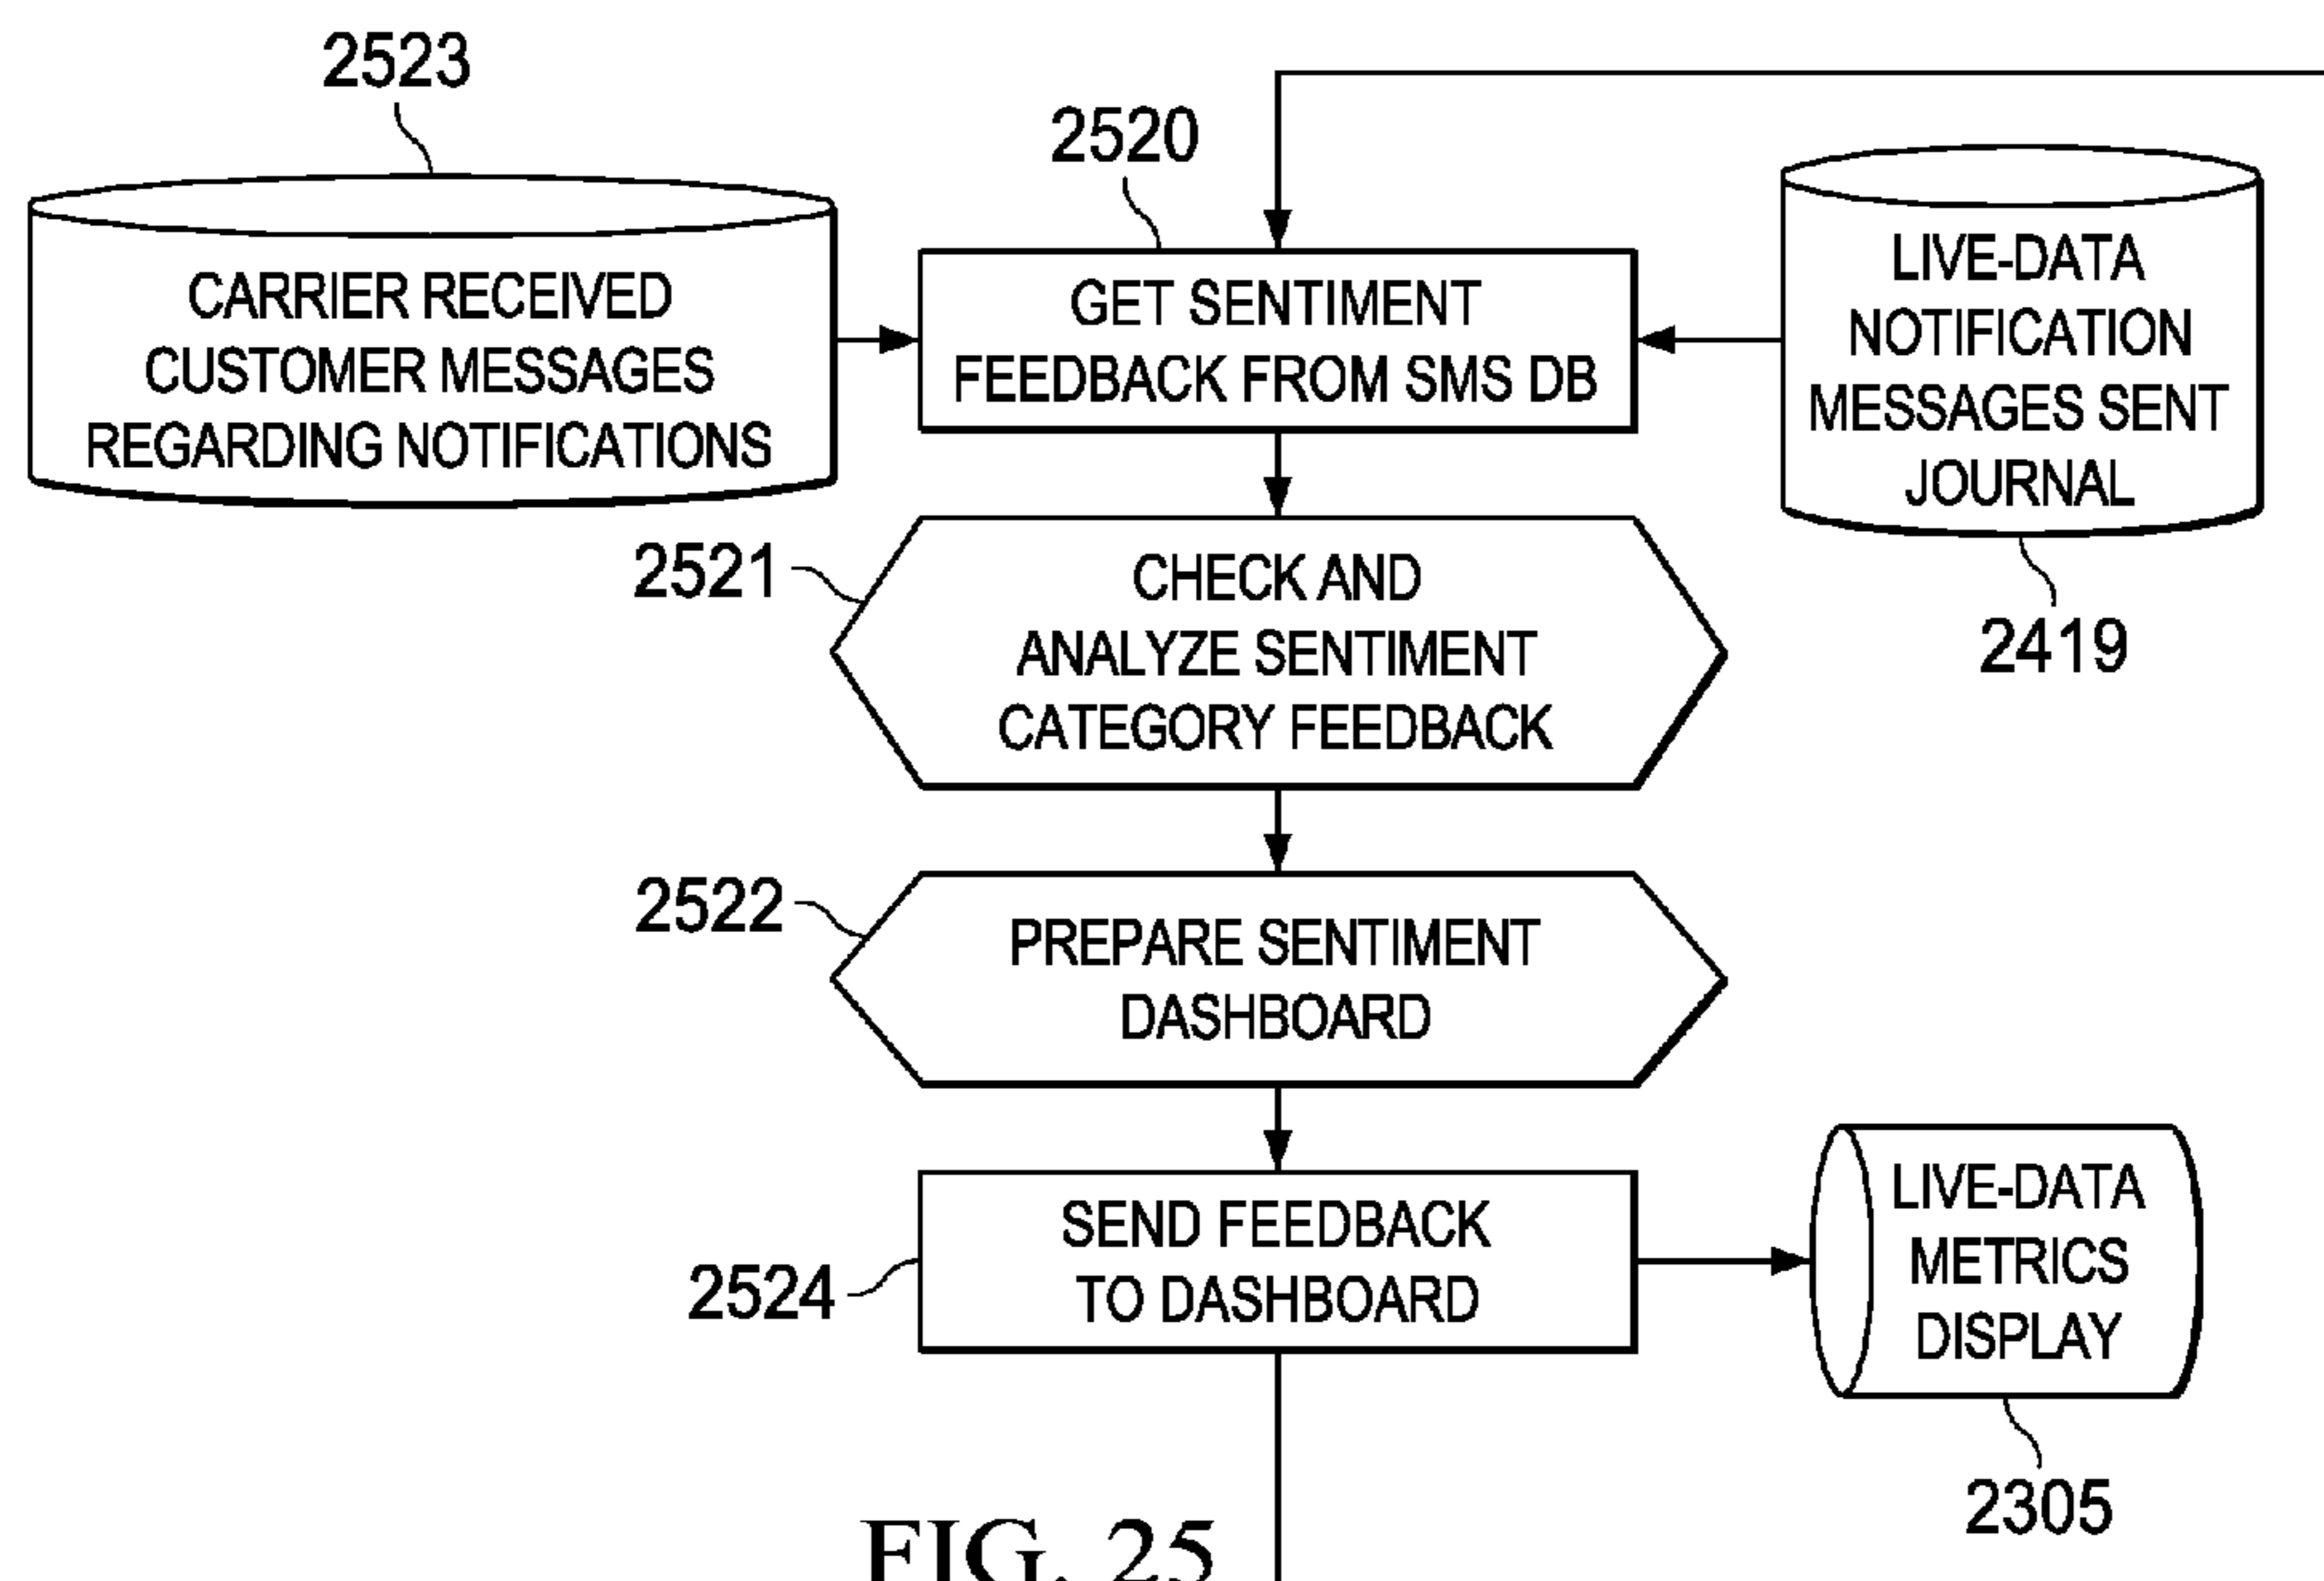 2523
CARRIER RECEIVED
CUSTOMER MESSAGES
REGARDING NOTIFICATIONS
2520
GET SENTIMENT
FEEDBACK FROM SMS DB
LIVE-DATA
NOTIFICATION
MESSAGES SENT
JOURNAL
2419
2521
CHECK AND
ANALYZE SENTIMENT
CATEGORY FEEDBACK
2522
PREPARE SENTIMENT
DASHBOARD
2524
SEND FEEDBACK
TO DASHBOARD
LIVE-DATA
METRICS
DISPLAY
2305
FIG. 25